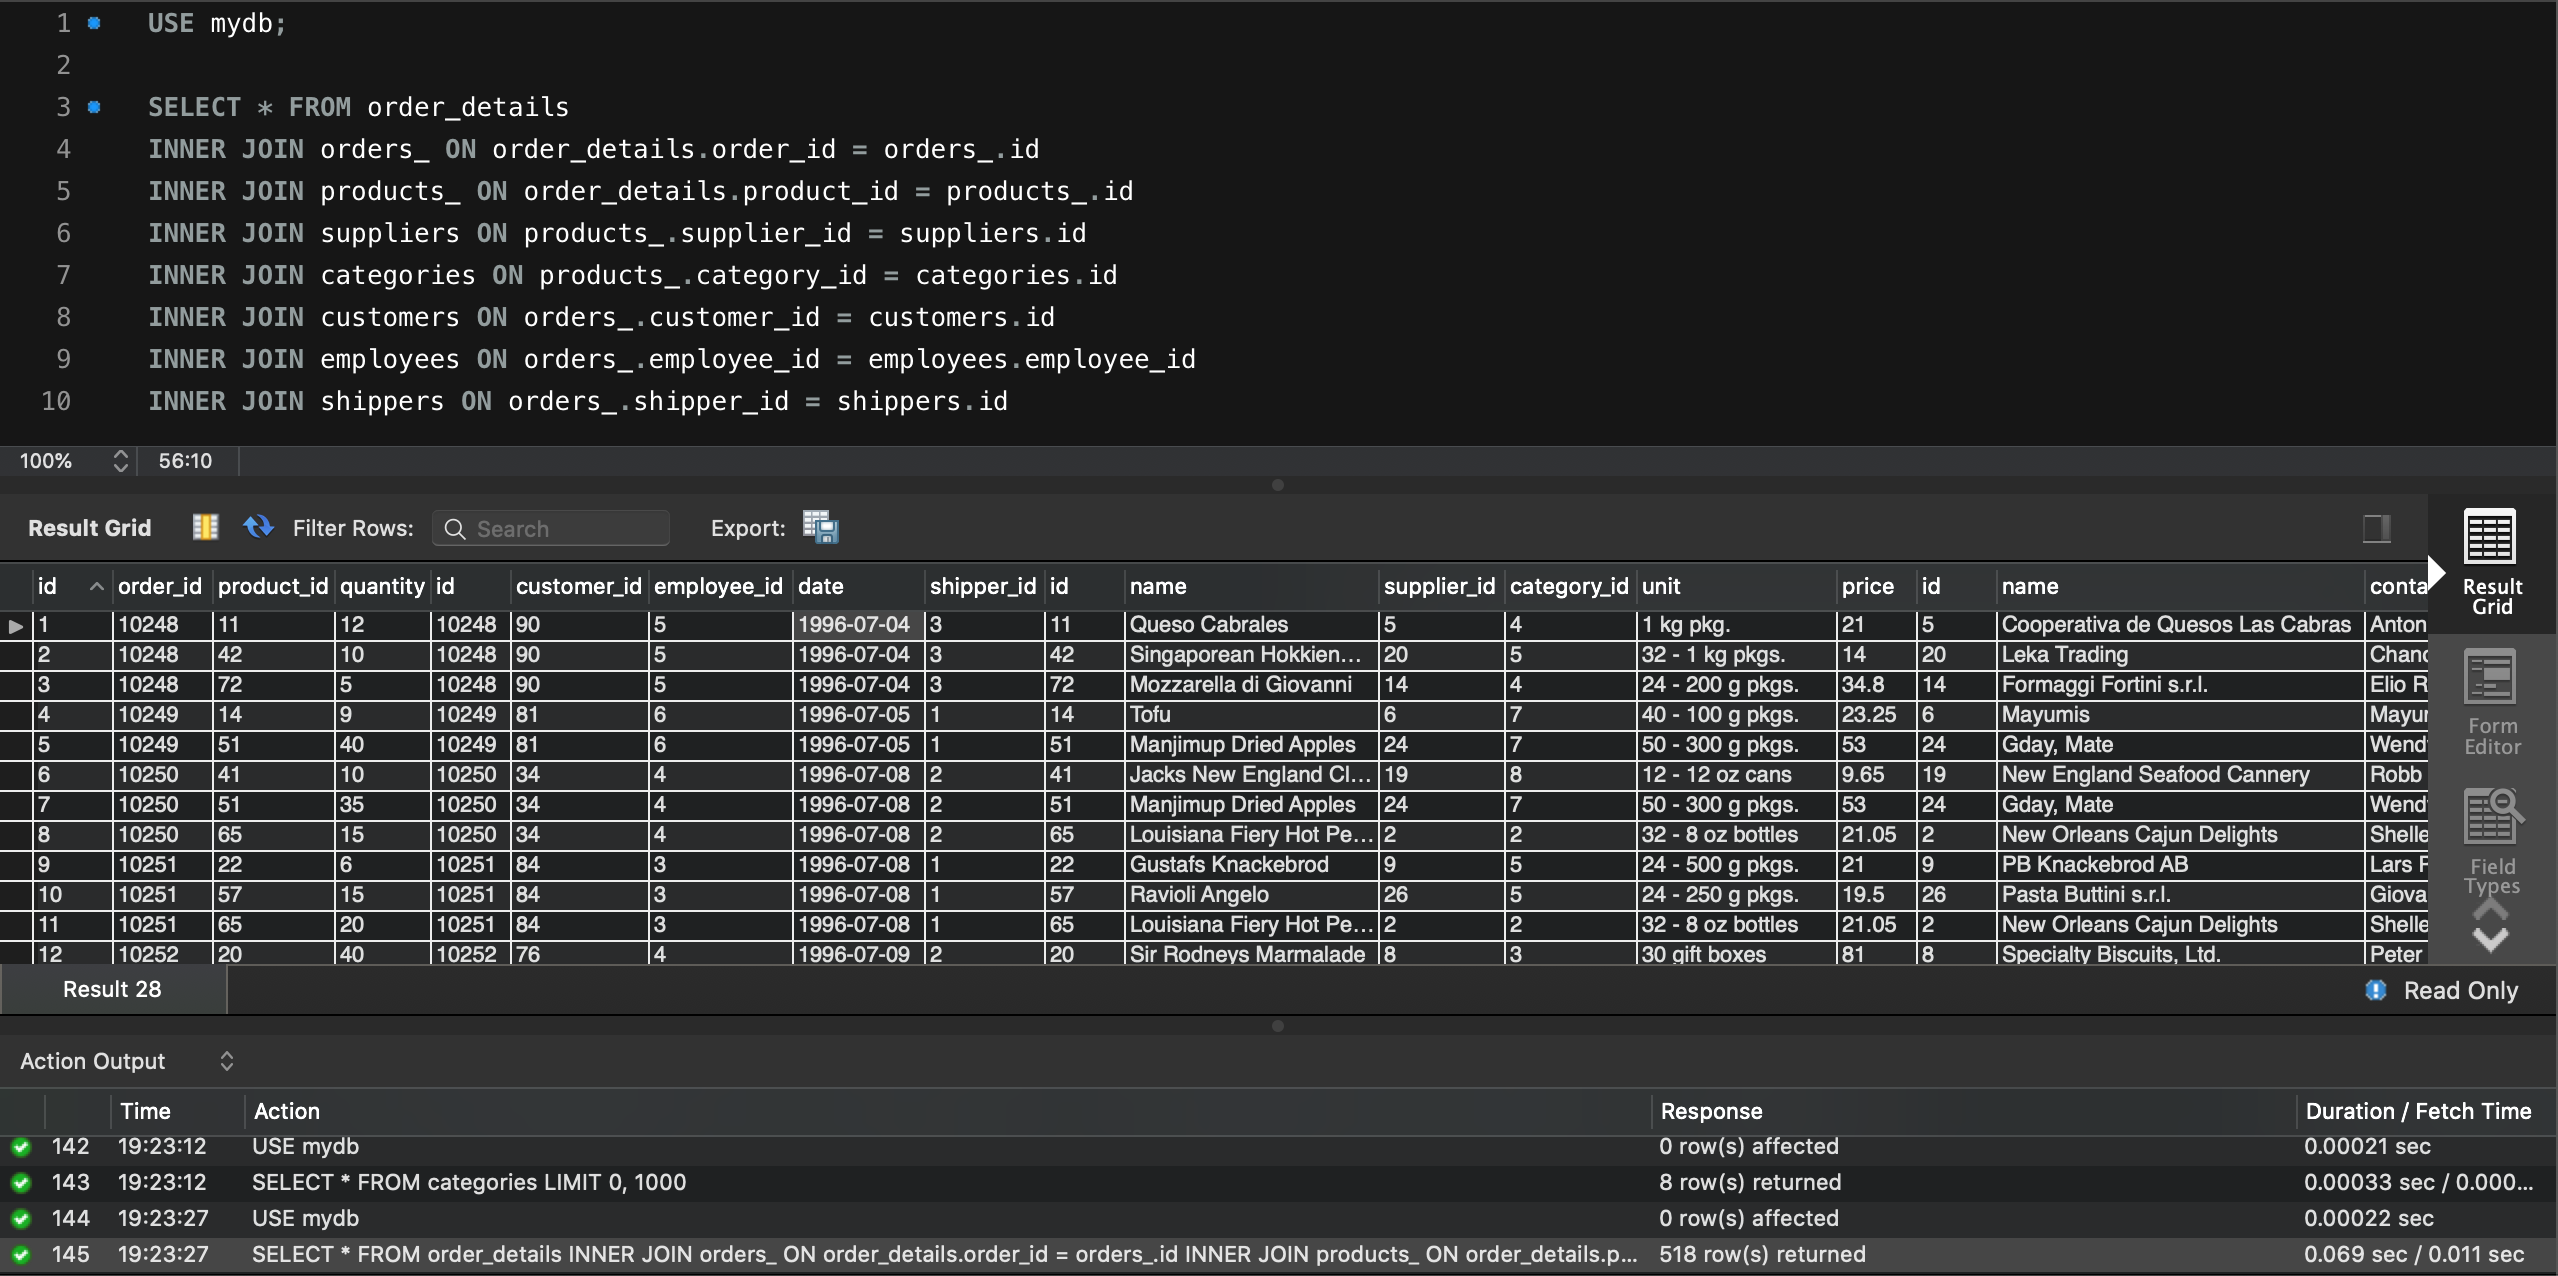 1 USE mydb;
2
3 SELECT * FROM order_details
4 INNER JOIN orders_ ON order_details.order_id = orders_.id
5 INNER JOIN products_ ON order_details.product_id = products_.id
6 INNER JOIN suppliers ON products_.supplier_id = suppliers.id
7 INNER JOIN categories ON products_.category_id = categories.id
8 INNER JOIN customers ON orders_.customer_id = customers.id
9 INNER JOIN employees ON orders_.employee_id = employees.employee_id
10 INNER JOIN shippers ON orders_.shipper_id = shippers.id
100% 56:10
Result Grid Filter Rows: Search Export:
id order_id product_id quantity id customer_id employee_id date shipper_id id name supplier_id category_id unit price id name conta
1 10248 11 12 10248 90 5 1996-07-04 3 11 Queso Cabrales 5 4 1 kg pkg. 21 5 Cooperativa de Quesos Las Cabras Anton
2 10248 42 10 10248 90 5 1996-07-04 3 42 Singaporean Hokkien... 20 5 32 - 1 kg pkgs. 14 20 Leka Trading Chand
3 10248 72 5 10248 90 5 1996-07-04 3 72 Mozzarella di Giovanni 14 4 24 - 200 g pkgs. 34.8 14 Formaggi Fortini s.r.l. Elio R
4 10249 14 9 10249 81 6 1996-07-05 1 14 Tofu 6 7 40 - 100 g pkgs. 23.25 6 Mayumis Mayur
5 10249 51 40 10249 81 6 1996-07-05 1 51 Manjimup Dried Apples 24 7 50 - 300 g pkgs. 53 24 Gday, Mate Wend
6 10250 41 10 10250 34 4 1996-07-08 2 41 Jacks New England Cl... 19 8 12 - 12 oz cans 9.65 19 New England Seafood Cannery Robb
7 10250 51 35 10250 34 4 1996-07-08 2 51 Manjimup Dried Apples 24 7 50 - 300 g pkgs. 53 24 Gday, Mate Wend
8 10250 65 15 10250 34 4 1996-07-08 2 65 Louisiana Fiery Hot Pe... 2 2 32 - 8 oz bottles 21.05 2 New Orleans Cajun Delights Shelle
9 10251 22 6 10251 84 3 1996-07-08 1 22 Gustafs Knackebrod 9 5 24 - 500 g pkgs. 21 9 PB Knackebrod AB Lars P
10 10251 57 15 10251 84 3 1996-07-08 1 57 Ravioli Angelo 26 5 24 - 250 g pkgs. 19.5 26 Pasta Buttini s.r.l. Giova
11 10251 65 20 10251 84 3 1996-07-08 1 65 Louisiana Fiery Hot Pe... 2 2 32 - 8 oz bottles 21.05 2 New Orleans Cajun Delights Shelle
12 10252 20 40 10252 76 4 1996-07-09 2 20 Sir Rodneys Marmalade 8 3 30 gift boxes 81 8 Specialty Biscuits, Ltd. Peter
Result
Grid
Form
Editor
Field
Types
Result 28 Read Only
Action Output
Time Action Response Duration / Fetch Time
142 19:23:12 USE mydb 0 row(s) affected 0.00021 sec
143 19:23:12 SELECT * FROM categories LIMIT 0, 1000 8 row(s) returned 0.00033 sec / 0.000...
144 19:23:27 USE mydb 0 row(s) affected 0.00022 sec
145 19:23:27 SELECT * FROM order_details INNER JOIN orders_ ON order_details.order_id = orders_.id INNER JOIN products_ ON order_details.p... 518 row(s) returned 0.069 sec / 0.011 sec